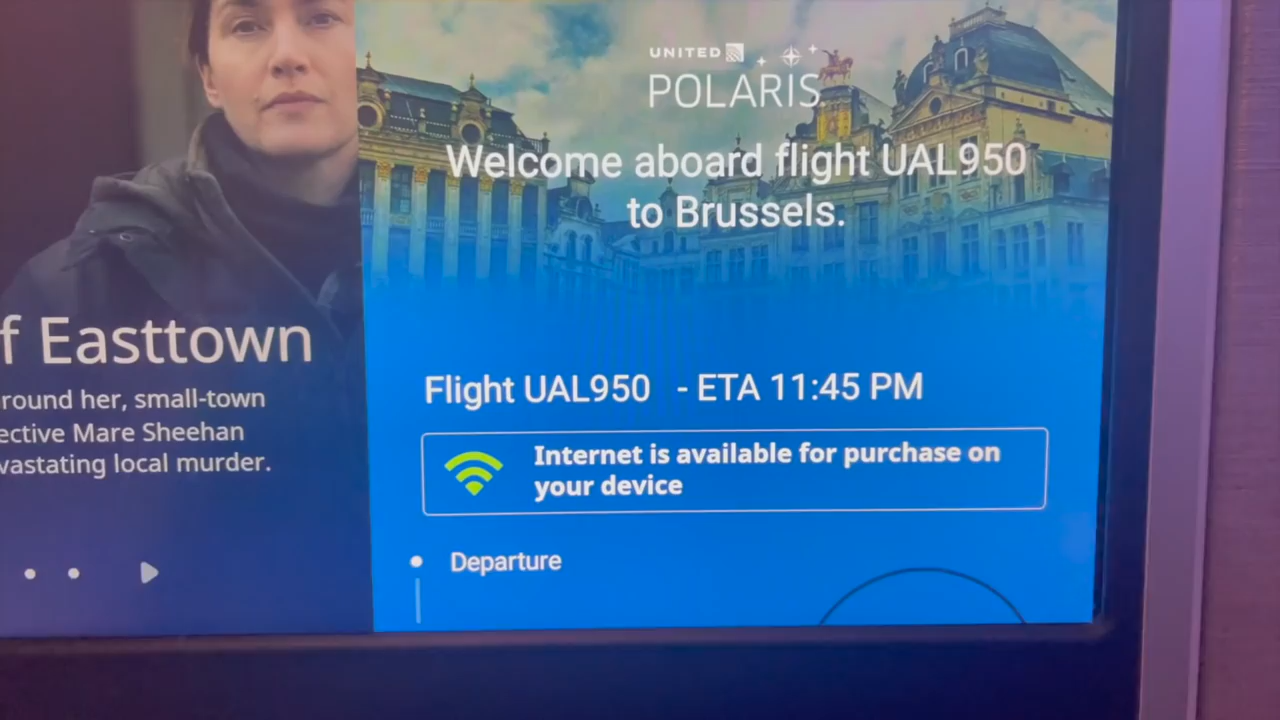 f Easttown
round her, small-town
ective Mare Sheehan
vastating local murder.
UNITED
POLARIS
Welcome aboard flight UAL950
to Brussels.
Flight UAL950 - ETA 11:45 PM
Internet is available for purchase on
your device
Departure